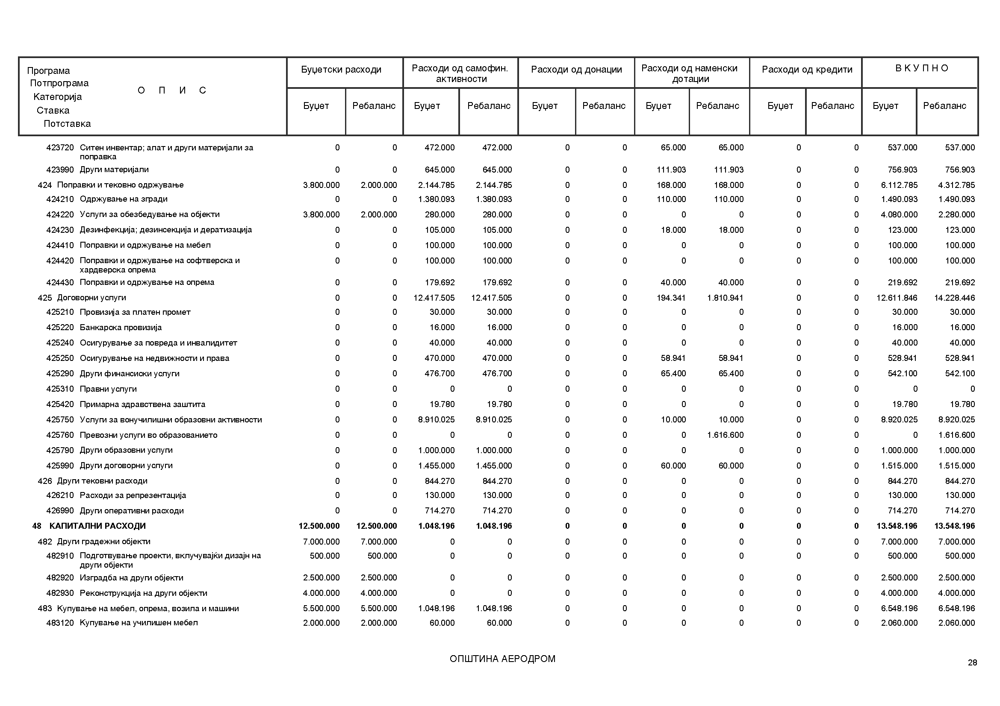 Програма
Потпрограма
Категорија
Ставка
Потставка
О П И С
Буџетски расходи
Расходи од самофин.
активности
Расходи од донации
Расходи од наменски
дотации
Расходи од кредити
В К У П Н О
Буџет Ребаланс Буџет Ребаланс Буџет Ребаланс Буџет Ребаланс Буџет Ребаланс Буџет Ребаланс
423720 Ситен инвентар; алат и други материјали за 0 0 472.000 472.000 0 0 65.000 65.000 0 0 537.000 537.000
поправка
423990 Други материјали 0 0 645.000 645.000 0 0 111.903 111.903 0 0 756.903 756.903
424 Поправки и тековно одржување 3.800.000 2.000.000 2.144.785 2.144.785 0 0 168.000 168.000 0 0 6.112.785 4.312.785
424210 Одржување на згради 0 0 1.380.093 1.380.093 0 0 110.000 110.000 0 0 1.490.093 1.490.093
424220 Услуги за обезбедување на објекти 3.800.000 2.000.000 280.000 280.000 0 0 0 0 0 0 4.080.000 2.280.000
424230 Дезинфекција; дезинсекција и дератизација 0 0 105.000 105.000 0 0 18.000 18.000 0 0 123.000 123.000
424410 Поправки и одржување на мебел 0 0 100.000 100.000 0 0 0 0 0 0 100.000 100.000
424420 Поправки и одржување на софтверска и 0 0 100.000 100.000 0 0 0 0 0 0 100.000 100.000
хардверска опрема
424430 Поправки и одржување на опрема 0 0 179.692 179.692 0 0 40.000 40.000 0 0 219.692 219.692
425 Договорни услуги 0 0 12.417.505 12.417.505 0 0 194.341 1.810.941 0 0 12.611.846 14.228.446
425210 Провизија за платен промет 0 0 30.000 30.000 0 0 0 0 0 0 30.000 30.000
425220 Банкарска провизија 0 0 16.000 16.000 0 0 0 0 0 0 16.000 16.000
425240 Осигурување за повреда и инвалидитет 0 0 40.000 40.000 0 0 0 0 0 0 40.000 40.000
425250 Осигурување на недвижности и права 0 0 470.000 470.000 0 0 58.941 58.941 0 0 528.941 528.941
425290 Други финансиски услуги 0 0 476.700 476.700 0 0 65.400 65.400 0 0 542.100 542.100
425310 Правни услуги 0 0 0 0 0 0 0 0 0 0 0 0
425420 Примарна здравствена заштита 0 0 19.780 19.780 0 0 0 0 0 0 19.780 19.780
425750 Услуги за вонучилишни образовни активности 0 0 8.910.025 8.910.025 0 0 10.000 10.000 0 0 8.920.025 8.920.025
425760 Превозни услуги во образованието 0 0 0 0 0 0 0 1.616.600 0 0 0 1.616.600
425790 Други образовни услуги 0 0 1.000.000 1.000.000 0 0 0 0 0 0 1.000.000 1.000.000
425990 Други договорни услуги 0 0 1.455.000 1.455.000 0 0 60.000 60.000 0 0 1.515.000 1.515.000
426 Други тековни расходи 0 0 844.270 844.270 0 0 0 0 0 0 844.270 844.270
426210 Расходи за репрезентација 0 0 130.000 130.000 0 0 0 0 0 0 130.000 130.000
426990 Други оперативни расходи 0 0 714.270 714.270 0 0 0 0 0 0 714.270 714.270
48 КАПИТАЛНИ РАСХОДИ 12.500.000 12.500.000 1.048.196 1.048.196 0 0 0 0 0 0 13.548.196 13.548.196
482 Други градежни објекти 7.000.000 7.000.000 0 0 0 0 0 0 0 0 7.000.000 7.000.000
482910 Подготвување проекти, вклучувајќи дизајн на 500.000 500.000 0 0 0 0 0 0 0 0 500.000 500.000
други објекти
482920 Изградба на други објекти 2.500.000 2.500.000 0 0 0 0 0 0 0 0 2.500.000 2.500.000
482930 Реконструкција на други објекти 4.000.000 4.000.000 0 0 0 0 0 0 0 0 4.000.000 4.000.000
483 Купување на мебел, опрема, возила и машини 5.500.000 5.500.000 1.048.196 1.048.196 0 0 0 0 0 0 6.548.196 6.548.196
483120 Купување на училишен мебел 2.000.000 2.000.000 60.000 60.000 0 0 0 0 0 0 2.060.000 2.060.000
ОПШТИНА АЕРОДРОМ
28